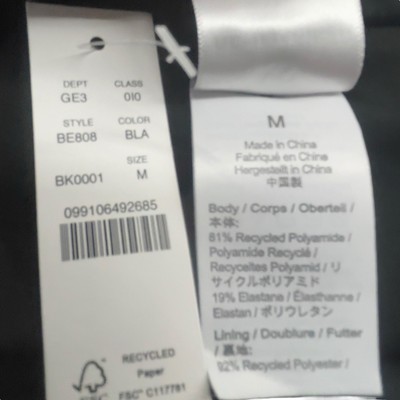 DEPT CLASS
GE3 010
STYLE COLOR
BE808 BLA
SIZE
BK0001 M
099106492685
RECYCLED
Paper
FSC® C117781
M
Made in China
Fabriqué en Chine
Hergestellt in China
中国製
Body / Corps / Oberteil /
本体:
81% Recycled Polyamide /
Polyamide Recyclé /
Recyceltes Polyamid / リ
サイクルポリアミド
19% Elastane / Élasthanne /
Elastan / ポリウレタン
Lining / Doublure / Futter
/ 裏地:
92% Recycled Polyester /